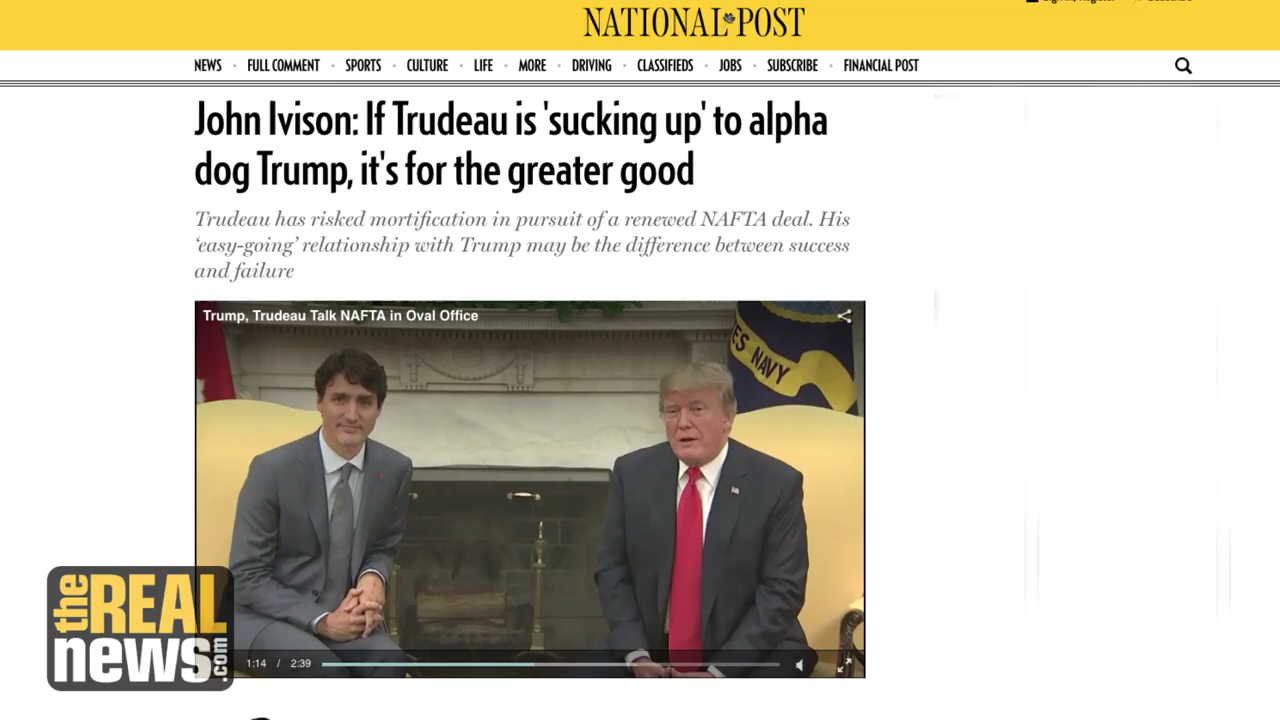 NATIONAL POST
NEWS • FULL COMMENT • SPORTS • CULTURE • LIFE • MORE • DRIVING • CLASSIFIEDS • JOBS • SUBSCRIBE • FINANCIAL POST
John Ivison: If Trudeau is 'sucking up' to alpha
dog Trump, it's for the greater good
Trudeau has risked mortification in pursuit of a renewed NAFTA deal. His
‘easy-going’ relationship with Trump may be the difference between success
and failure
Trump, Trudeau Talk NAFTA in Oval Office
ES NAVY
1:14 / 2:39
the REAL
news.com